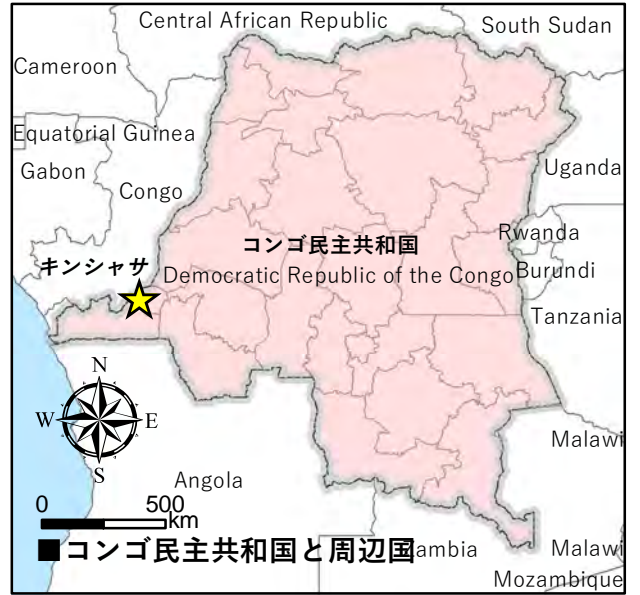 Central African Republic
South Sudan
Cameroon
Equatorial Guinea
Gabon
Congo
Uganda
Rwanda
コンゴ民主共和国
キンシャサ
Democratic Republic of the Congo
Burundi
Tanzania
N
W
E
S
Malawi
Angola
0 500
km
■コンゴ民主共和国と周辺国
ambia
Malawi
Mozambique